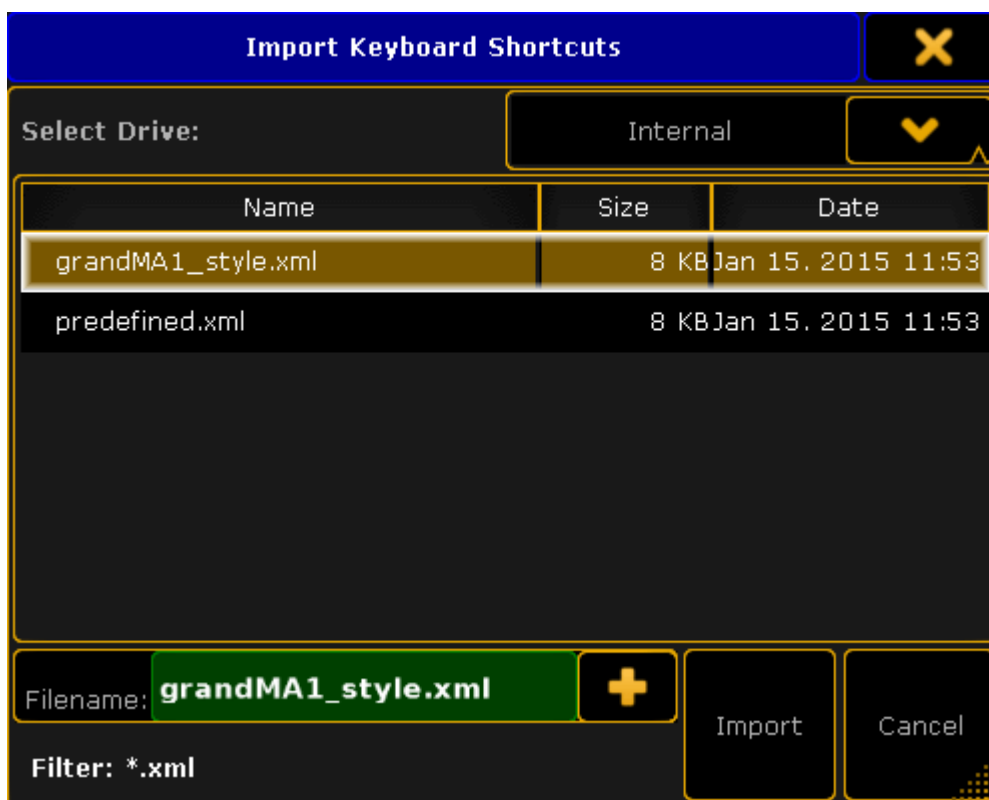 Import Keyboard Shortcuts
Select Drive: Internal
Name Size Date
grandMA1_style.xml 8 KB Jan 15. 2015 11:53
predefined.xml 8 KB Jan 15. 2015 11:53
Filename: grandMA1_style.xml
Import Cancel
Filter: *.xml